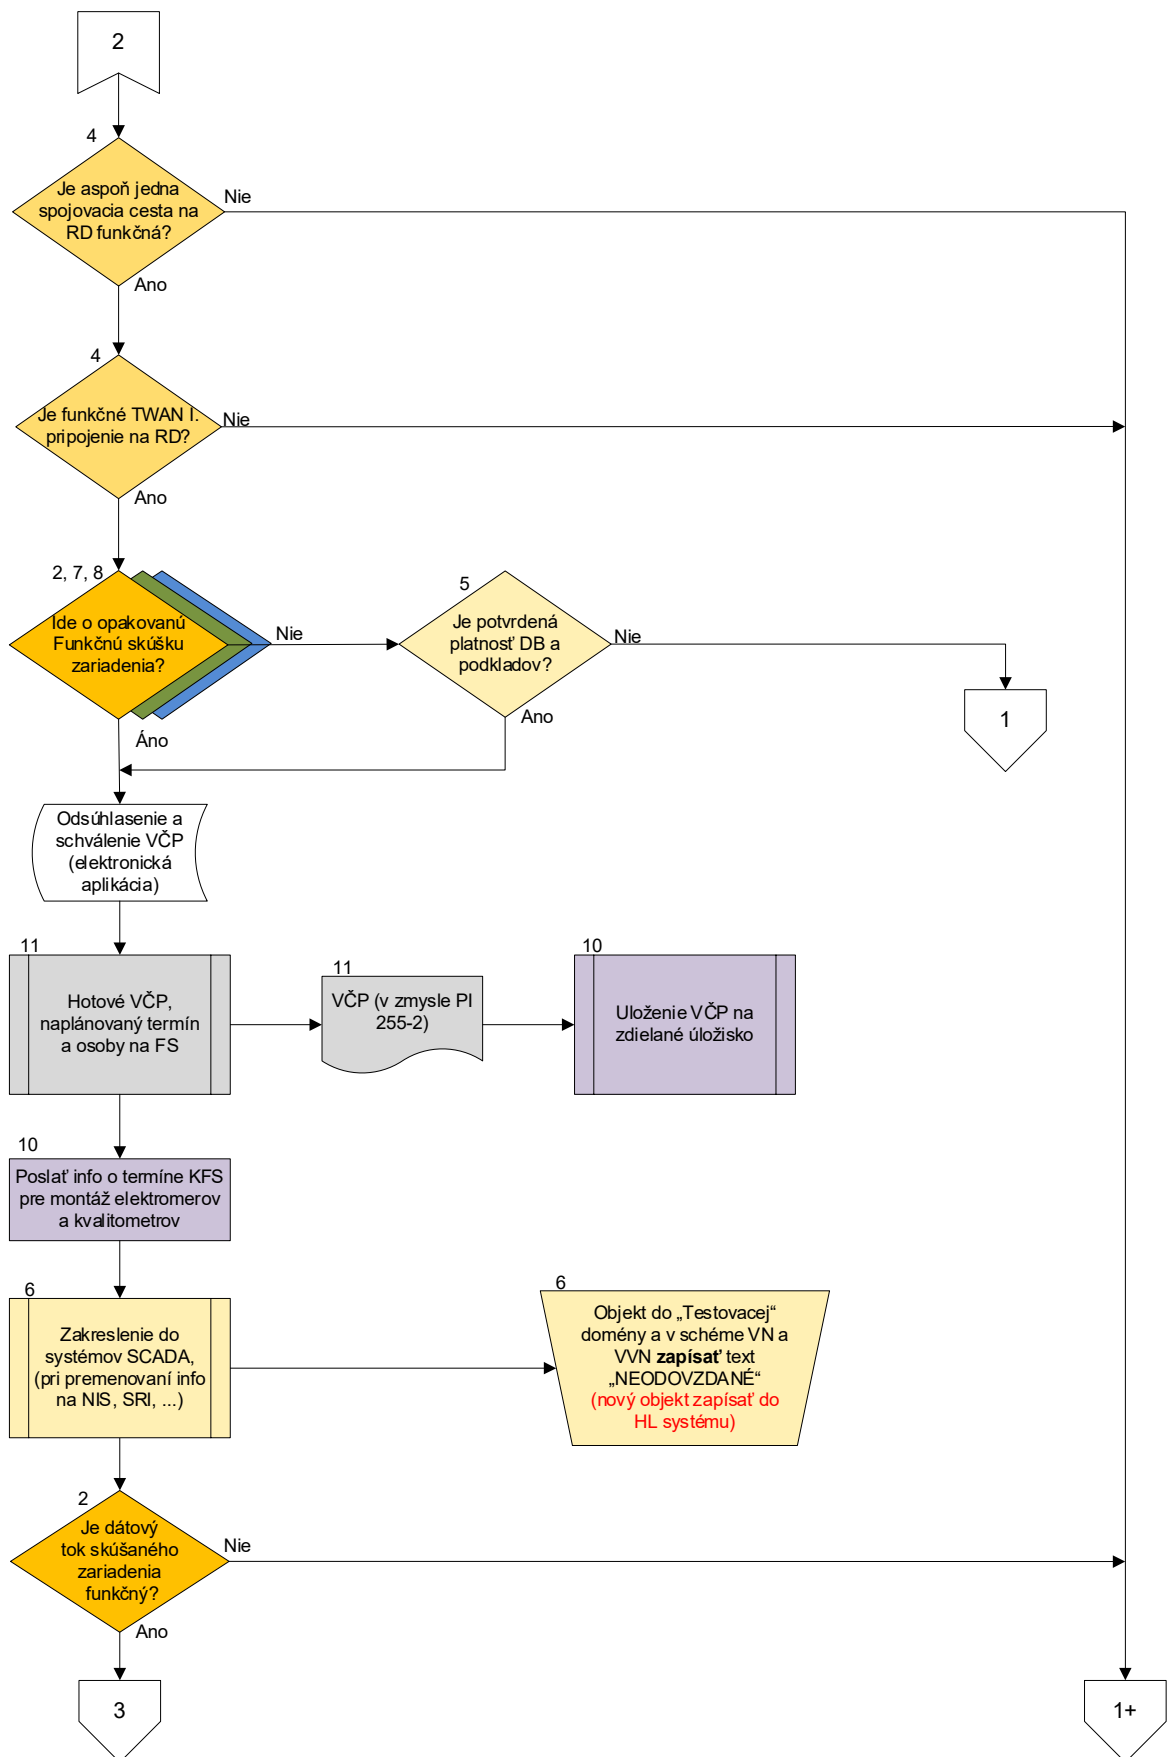 2
4
Je aspoň jedna
spojovacia cesta na
RD funkčná?
Nie
Ano
4
Je funkčné TWAN I.
pripojenie na RD?
Nie
Ano
2, 7, 8
Ide o opakovanú
Funkčnú skúšku
zariadenia?
Nie
Áno
5
Je potvrdená
platnosť DB a
podkladov?
Nie
Ano
1
Odsúhlasenie a
schválenie VČP
(elektronická
aplikácia)
11
Hotové VČP,
naplánovaný termín
a osoby na FS
11
VČP (v zmysle PI
255-2)
10
Uloženie VČP na
zdielané úložisko
10
Poslať info o termíne KFS
pre montáž elektromerov
a kvalitometrov
6
Zakreslenie do
systémov SCADA,
(pri premenovaní info
na NIS, SRI, ...)
6
Objekt do „Testovacej“
domény a v schéme VN a
VVN zapísať text
„NEODOVZDANÉ“
(nový objekt zapísať do
HL systému)
2
Je dátový
tok skúšaného
zariadenia
funkčný?
Nie
Ano
3
1+